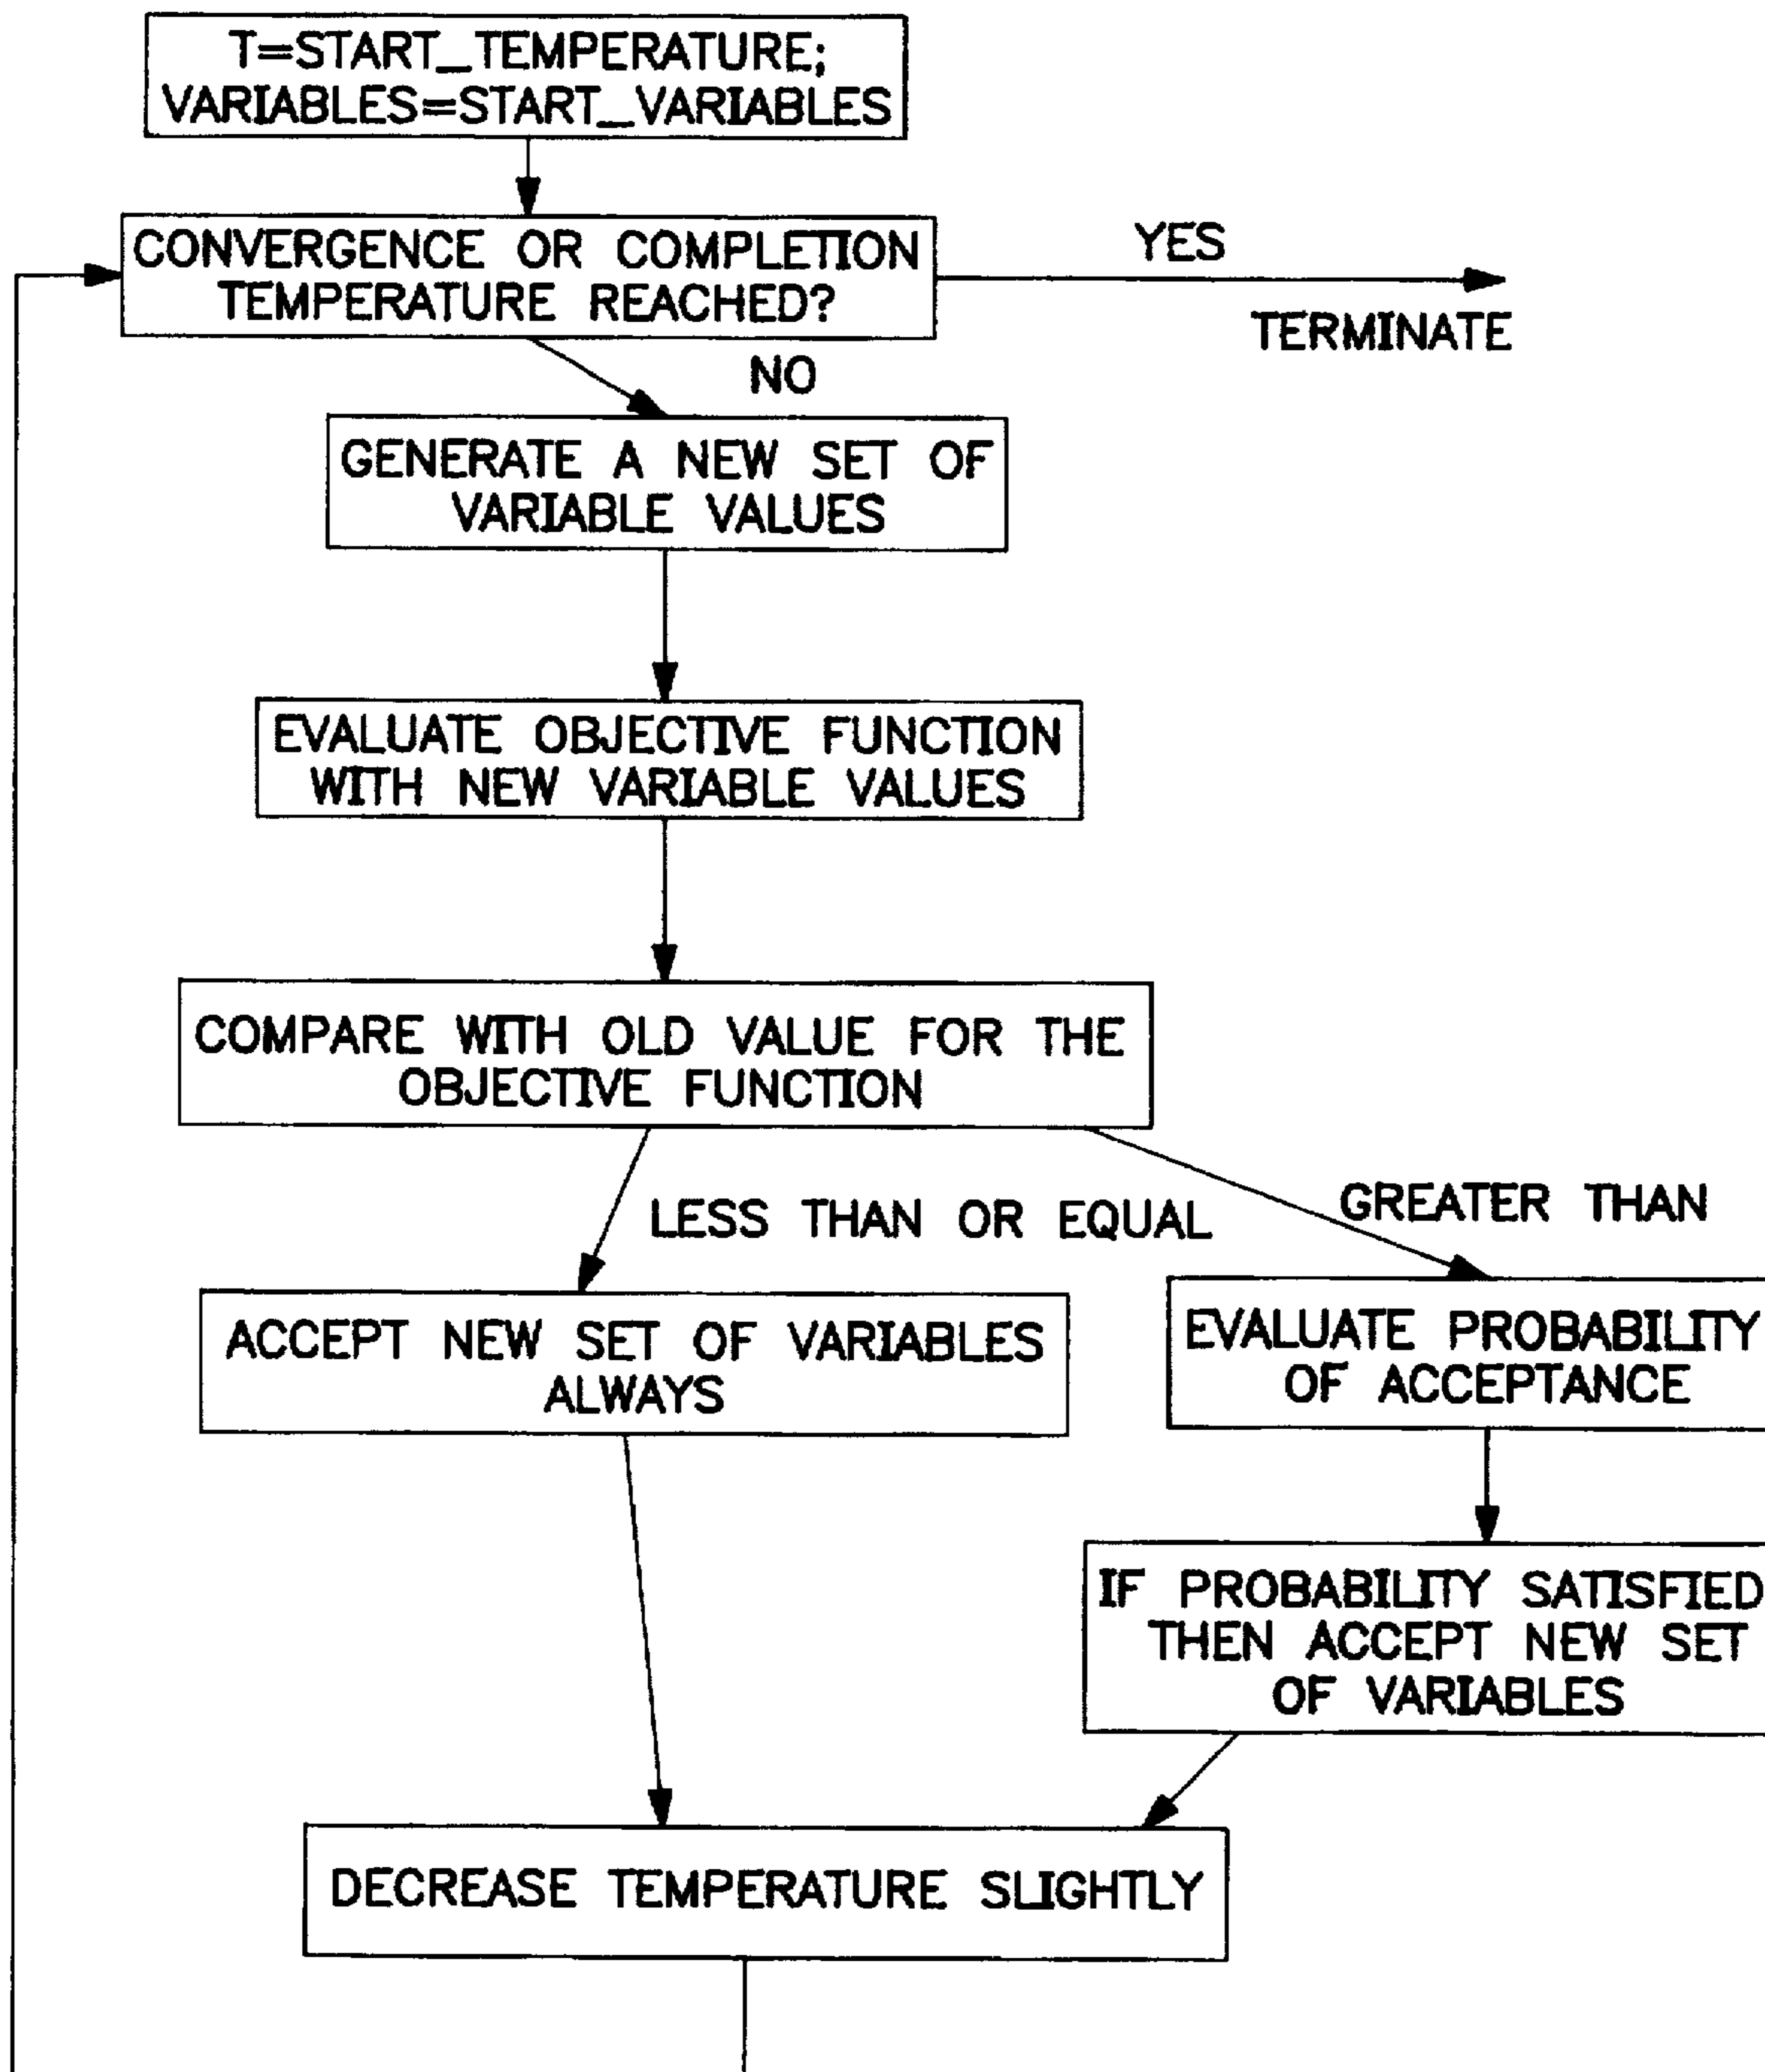 T=START_TEMPERATURE;
VARIABLES=START_VARIABLES
CONVERGENCE OR COMPLETION
TEMPERATURE REACHED?
YES
TERMINATE
NO
GENERATE A NEW SET OF
VARIABLE VALUES
EVALUATE OBJECTIVE FUNCTION
WITH NEW VARIABLE VALUES
COMPARE WITH OLD VALUE FOR THE
OBJECTIVE FUNCTION
LESS THAN OR EQUAL
GREATER THAN
ACCEPT NEW SET OF VARIABLES
ALWAYS
EVALUATE PROBABILITY
OF ACCEPTANCE
IF PROBABILITY SATISFIED
THEN ACCEPT NEW SET
OF VARIABLES
DECREASE TEMPERATURE SLIGHTLY